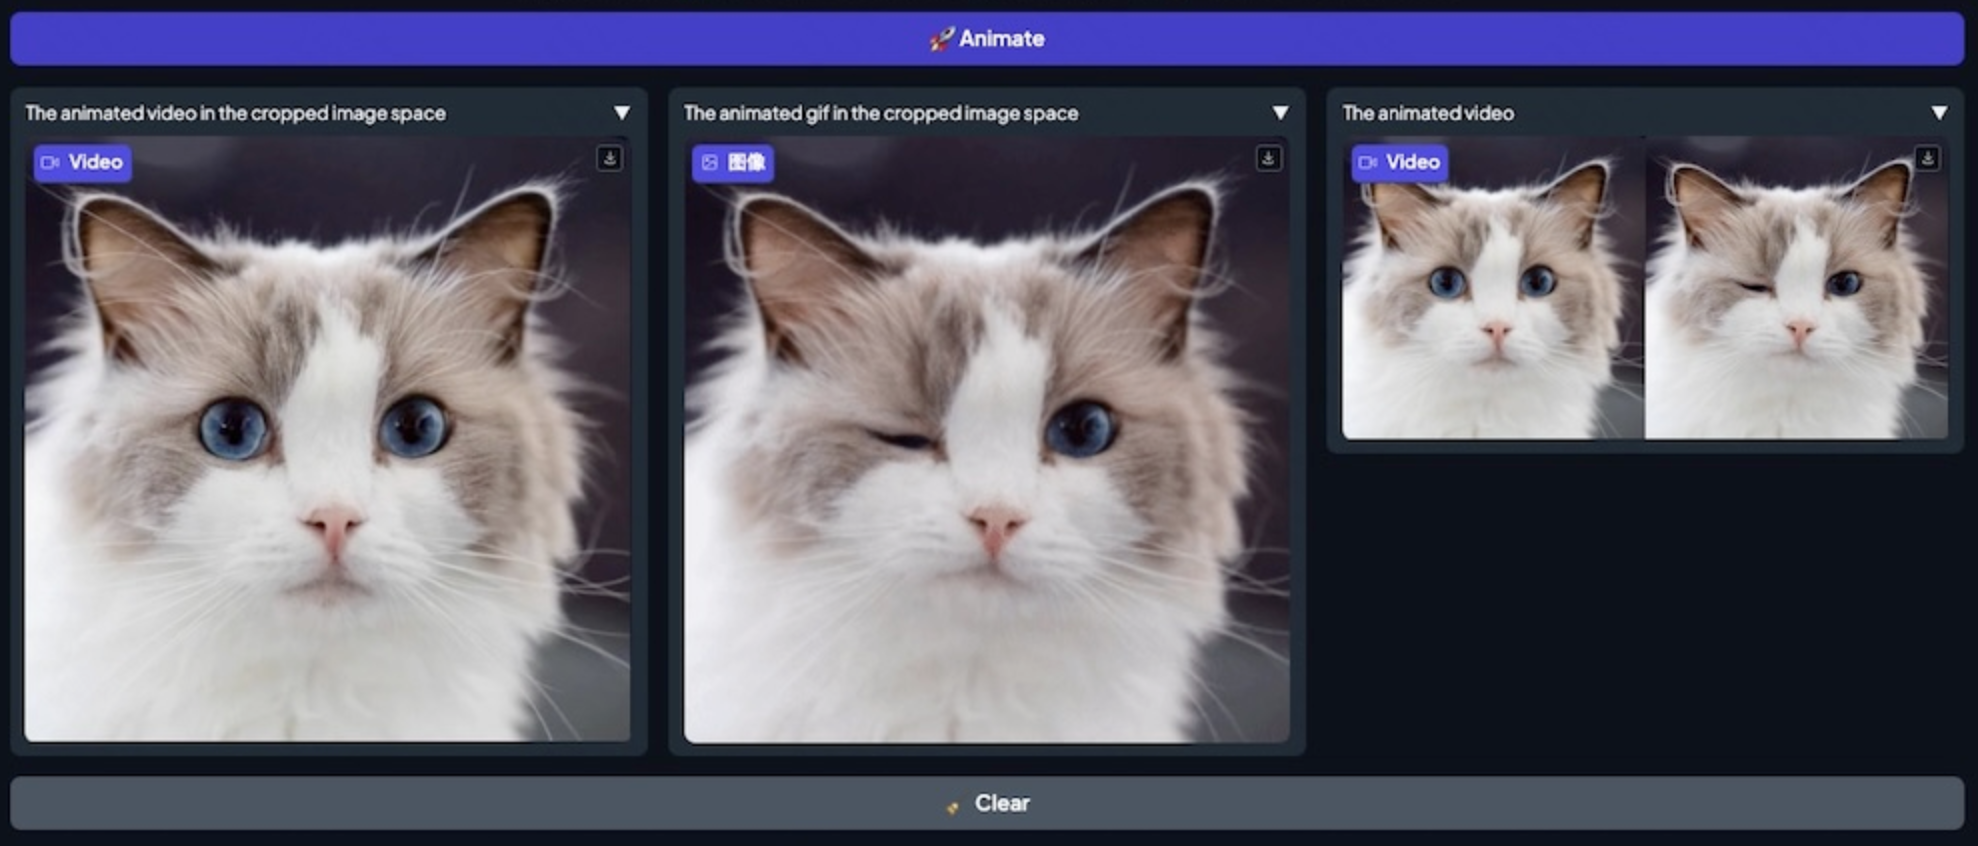 🚀 Animate
The animated video in the cropped image space
Video
The animated gif in the cropped image space
图像
The animated video
Video
Clear